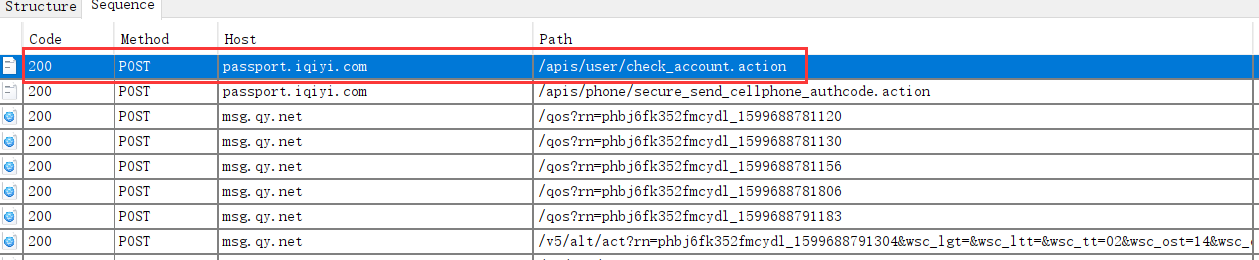 Structure Sequence
Code Method Host Path
200 POST passport.iqiyi.com /apis/user/check_account.action
200 POST passport.iqiyi.com /apis/phone/secure_send_cellphone_authcode.action
200 POST msg.qy.net /qos?rn=phbj6fk352fmcydl_1599688781120
200 POST msg.qy.net /qos?rn=phbj6fk352fmcydl_1599688781130
200 POST msg.qy.net /qos?rn=phbj6fk352fmcydl_1599688781156
200 POST msg.qy.net /qos?rn=phbj6fk352fmcydl_1599688781806
200 POST msg.qy.net /qos?rn=phbj6fk352fmcydl_1599688791183
200 POST msg.qy.net /v5/alt/act?rn=phbj6fk352fmcydl_1599688791304&wsc_lgt=&wsc_ltt=&wsc_tt=02&wsc_ost=14&wsc_